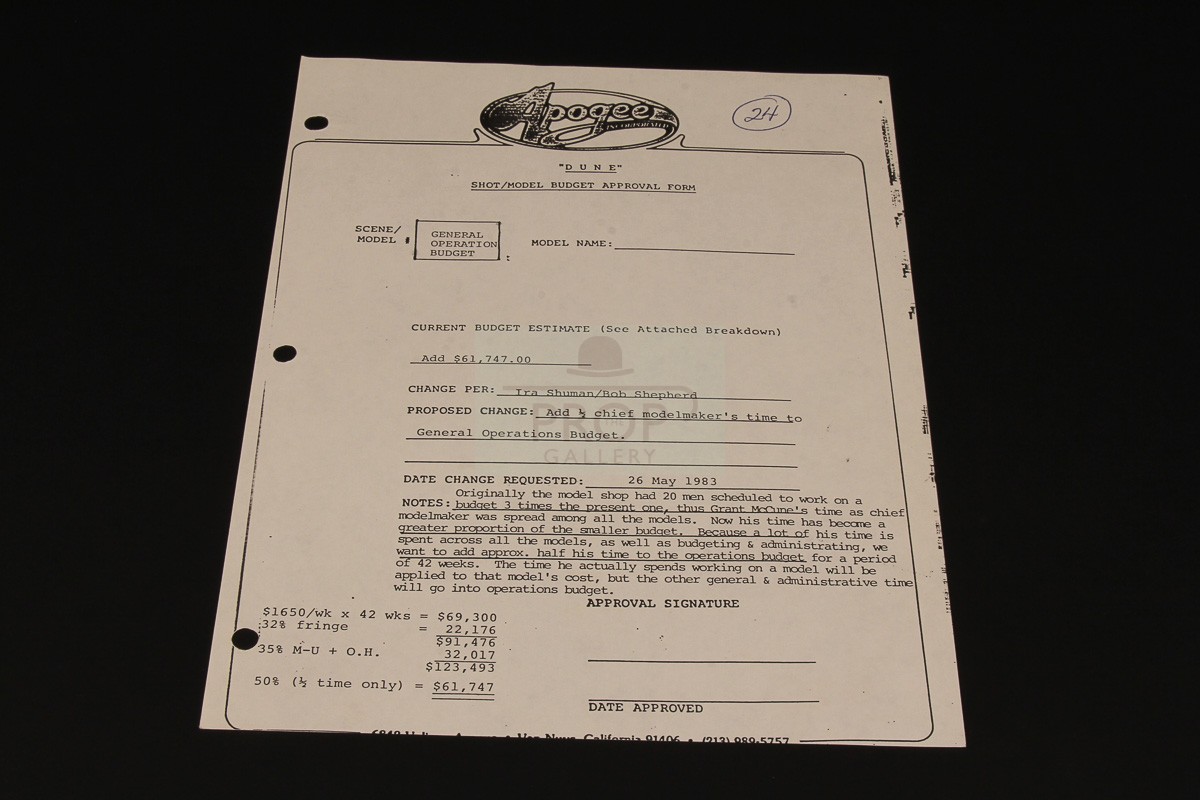 Apogee
INCORPORATED
24
"D U N E"
SHOT/MODEL BUDGET APPROVAL FORM
SCENE/
MODEL
GENERAL
OPERATION
BUDGET :
MODEL NAME:
CURRENT BUDGET ESTIMATE (See Attached Breakdown)
Add $61,747.00
CHANGE PER: Ira Shuman/Bob Shepherd
PROPOSED CHANGE: Add ½ chief modelmaker's time to
General Operations Budget.
THE
PROP
GALLERY
DATE CHANGE REQUESTED: 26 May 1983
Originally the model shop had 20 men scheduled to work on a
NOTES: budget 3 times the present one, thus Grant McCune's time as chief
modelmaker was spread among all the models. Now his time has become a
greater proportion of the smaller budget. Because a lot of his time is
spent across all the models, as well as budgeting & administrating, we
want to add approx. half his time to the operations budget for a period
of 42 weeks. The time he actually spends working on a model will be
applied to that model's cost, but the other general & administrative time
will go into operations budget.
APPROVAL SIGNATURE
$1650/wk x 42 wks = $69,300
32% fringe = 22,176
$91,476
35% M-U + O.H. 32,017
$123,493
50% (½ time only) = $61,747
DATE APPROVED
Van Nuys, California 91406 • (213) 989-5757